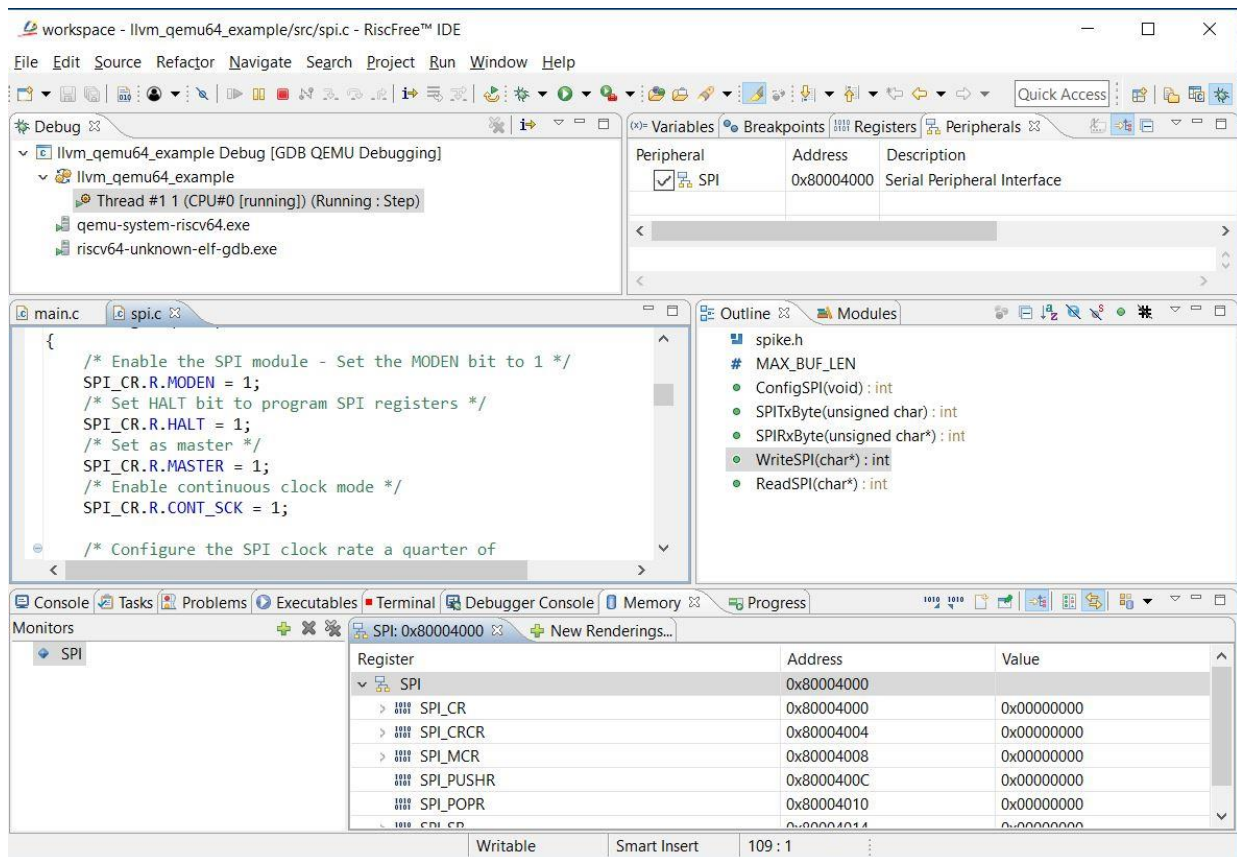 workspace - llvm_qemu64_example/src/spi.c - RiscFree™ IDE
File Edit Source Refactor Navigate Search Project Run Window Help
Quick Access
Debug
llvm_qemu64_example Debug [GDB QEMU Debugging]
llvm_qemu64_example
Thread #1 1 (CPU#0 [running]) (Running : Step)
qemu-system-riscv64.exe
riscv64-unknown-elf-gdb.exe
(x)= Variables Breakpoints Registers Peripherals
Peripheral Address Description
SPI 0x80004000 Serial Peripheral Interface
main.c spi.c
{
/* Enable the SPI module - Set the MODEN bit to 1 */
SPI_CR.R.MODEN = 1;
/* Set HALT bit to program SPI registers */
SPI_CR.R.HALT = 1;
/* Set as master */
SPI_CR.R.MASTER = 1;
/* Enable continuous clock mode */
SPI_CR.R.CONT_SCK = 1;
/* Configure the SPI clock rate a quarter of
Outline Modules
spike.h
# MAX_BUF_LEN
ConfigSPI(void) : int
SPITxByte(unsigned char) : int
SPIRxByte(unsigned char*) : int
WriteSPI(char*) : int
ReadSPI(char*) : int
Console Tasks Problems Executables Terminal Debugger Console Memory Progress
Monitors
SPI
SPI: 0x80004000 New Renderings...
Register Address Value
SPI 0x80004000
SPI_CR 0x80004000 0x00000000
SPI_CRCR 0x80004004 0x00000000
SPI_MCR 0x80004008 0x00000000
SPI_PUSHR 0x8000400C 0x00000000
SPI_POPR 0x80004010 0x00000000
SPI_SR 0x80004014 0x00000000
Writable Smart Insert 109 : 1